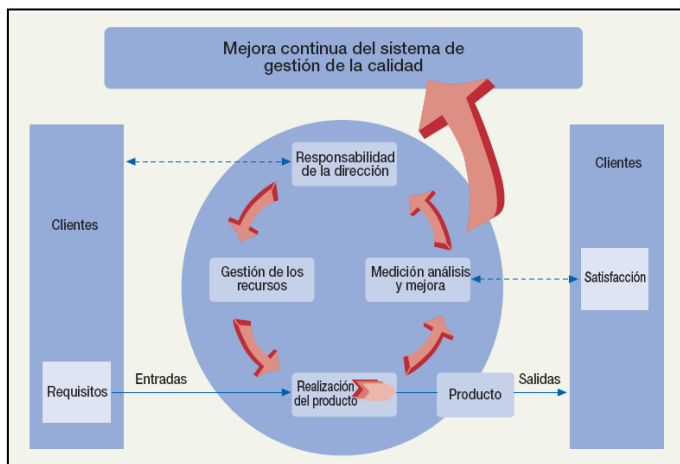 Mejora continua del sistema de
gestión de la calidad
Responsabilidad
de la dirección
Clientes
Clientes
Gestión de los
recursos
Medición análisis
y mejora
Satisfacción
Requisitos
Entradas
Realización
del producto
Producto
Salidas